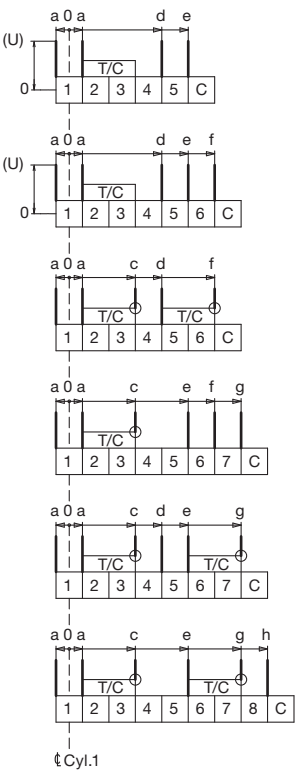 a 0 a d e
(U)
T/C
0
1 2 3 4 5 C
a 0 a d e f
(U)
T/C
0
1 2 3 4 5 6 C
a 0 a c d f
T/C T/C
1 2 3 4 5 6 C
a 0 a c e f g
T/C
1 2 3 4 5 6 7 C
a 0 a c d e g
T/C T/C
1 2 3 4 5 6 7 C
a 0 a c e g h
T/C T/C
1 2 3 4 5 6 7 8 C
℄ Cyl.1